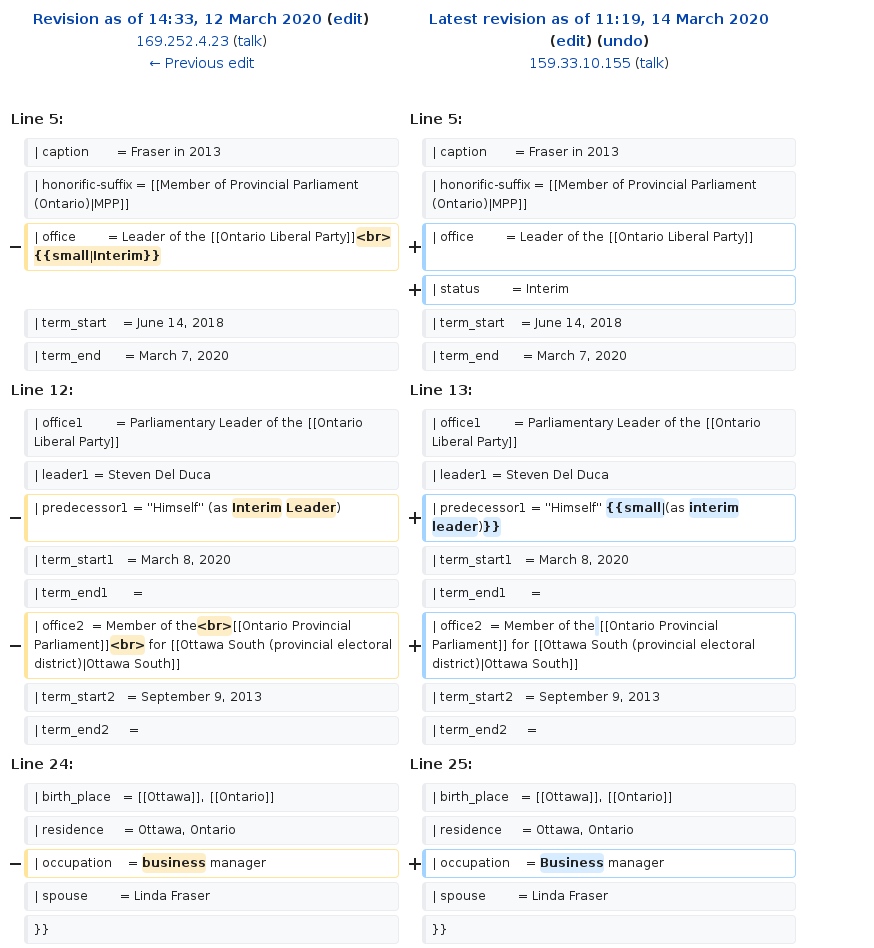 Revision as of 14:33, 12 March 2020 (edit)
169.252.4.23 (talk)
← Previous edit
Latest revision as of 11:19, 14 March 2020
(edit) (undo)
159.33.10.155 (talk)
Line 5:
Line 5:
| caption = Fraser in 2013
| caption = Fraser in 2013
| honorific-suffix = [[Member of Provincial Parliament
(Ontario)|MPP]]
| honorific-suffix = [[Member of Provincial Parliament
(Ontario)|MPP]]
− | office = Leader of the [[Ontario Liberal Party]]<br>
{{small|Interim}}
+ | office = Leader of the [[Ontario Liberal Party]]
+ | status = Interim
| term_start = June 14, 2018
| term_start = June 14, 2018
| term_end = March 7, 2020
| term_end = March 7, 2020
Line 12:
Line 13:
| office1 = Parliamentary Leader of the [[Ontario
Liberal Party]]
| office1 = Parliamentary Leader of the [[Ontario
Liberal Party]]
| leader1 = Steven Del Duca
| leader1 = Steven Del Duca
− | predecessor1 = "Himself" (as Interim Leader)
+ | predecessor1 = "Himself" {{small|(as interim
leader)}}
| term_start1 = March 8, 2020
| term_start1 = March 8, 2020
| term_end1 =
| term_end1 =
− | office2 = Member of the<br>[[Ontario Provincial
Parliament]]<br> for [[Ottawa South (provincial electoral
district)|Ottawa South]]
+ | office2 = Member of the [[Ontario Provincial
Parliament]] for [[Ottawa South (provincial electoral
district)|Ottawa South]]
| term_start2 = September 9, 2013
| term_start2 = September 9, 2013
| term_end2 =
| term_end2 =
Line 24:
Line 25:
| birth_place = [[Ottawa]], [[Ontario]]
| birth_place = [[Ottawa]], [[Ontario]]
| residence = Ottawa, Ontario
| residence = Ottawa, Ontario
− | occupation = business manager
+ | occupation = Business manager
| spouse = Linda Fraser
| spouse = Linda Fraser
}}
}}